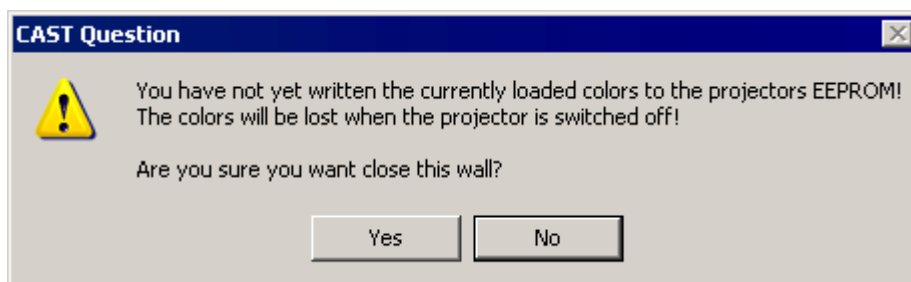 CAST Question
You have not yet written the currently loaded colors to the projectors EEPROM!
The colors will be lost when the projector is switched off!
Are you sure you want close this wall?
Yes
No